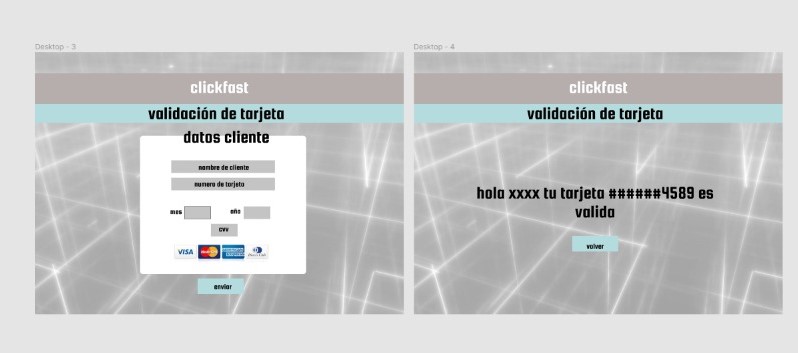 Desktop - 3
clickfast
validación de tarjeta
datos cliente
nombre de cliente
numero de tarjeta
mes
año
cvv
VISA
enviar
Desktop - 4
clickfast
validación de tarjeta
hola xxxx tu tarjeta ######4589 es
valida
volver